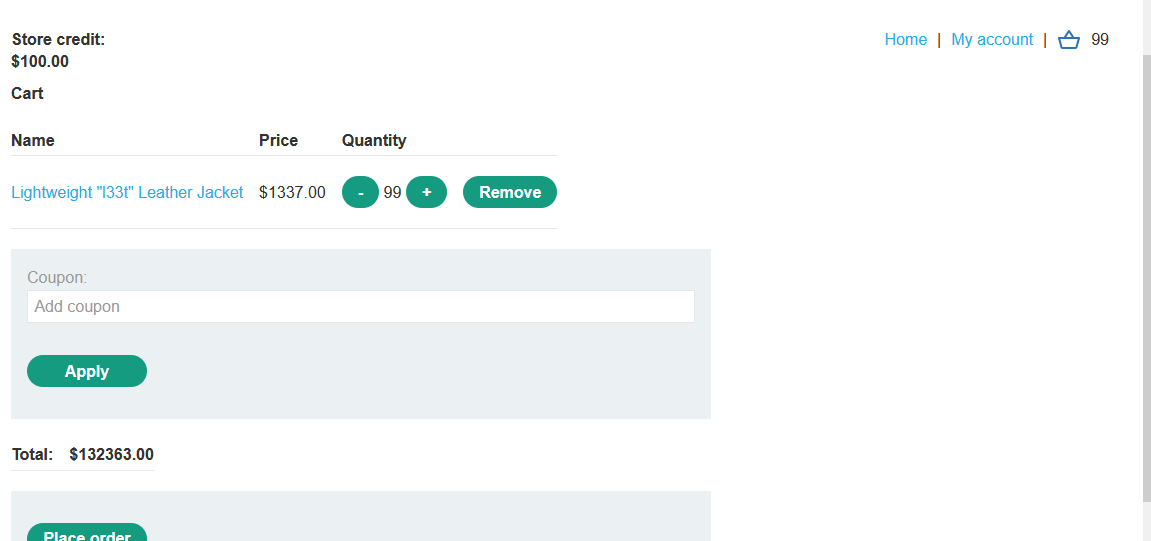 Store credit:
$100.00
Home | My account | 99
Cart
Name Price Quantity
Lightweight "l33t" Leather Jacket $1337.00 - 99 + Remove
Coupon:
Add coupon
Apply
Total: $132363.00
Place order